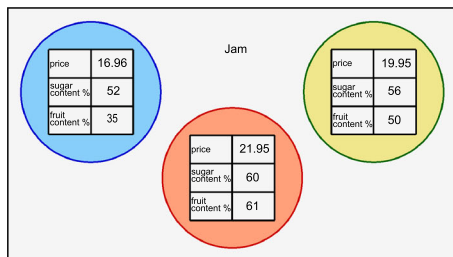 Jam
price 16.96
sugar content % 52
fruit content % 35
price 19.95
sugar content % 56
fruit content % 50
price 21.95
sugar content % 60
fruit content % 61